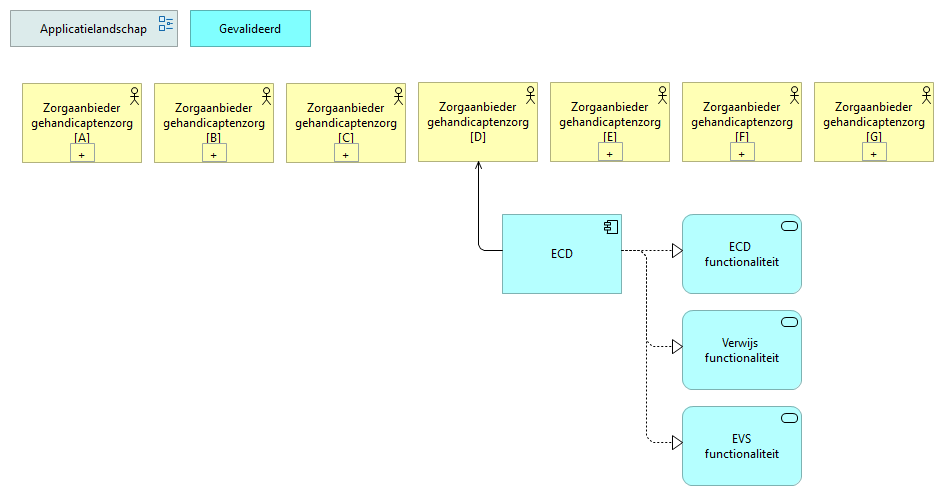 Applicatielandschap
Gevalideerd
Zorgaanbieder
gehandicaptenzorg
[A]
+
Zorgaanbieder
gehandicaptenzorg
[B]
+
Zorgaanbieder
gehandicaptenzorg
[C]
+
Zorgaanbieder
gehandicaptenzorg
[D]
Zorgaanbieder
gehandicaptenzorg
[E]
+
Zorgaanbieder
gehandicaptenzorg
[F]
+
Zorgaanbieder
gehandicaptenzorg
[G]
+
ECD
ECD
functionaliteit
Verwijs
functionaliteit
EVS
functionaliteit